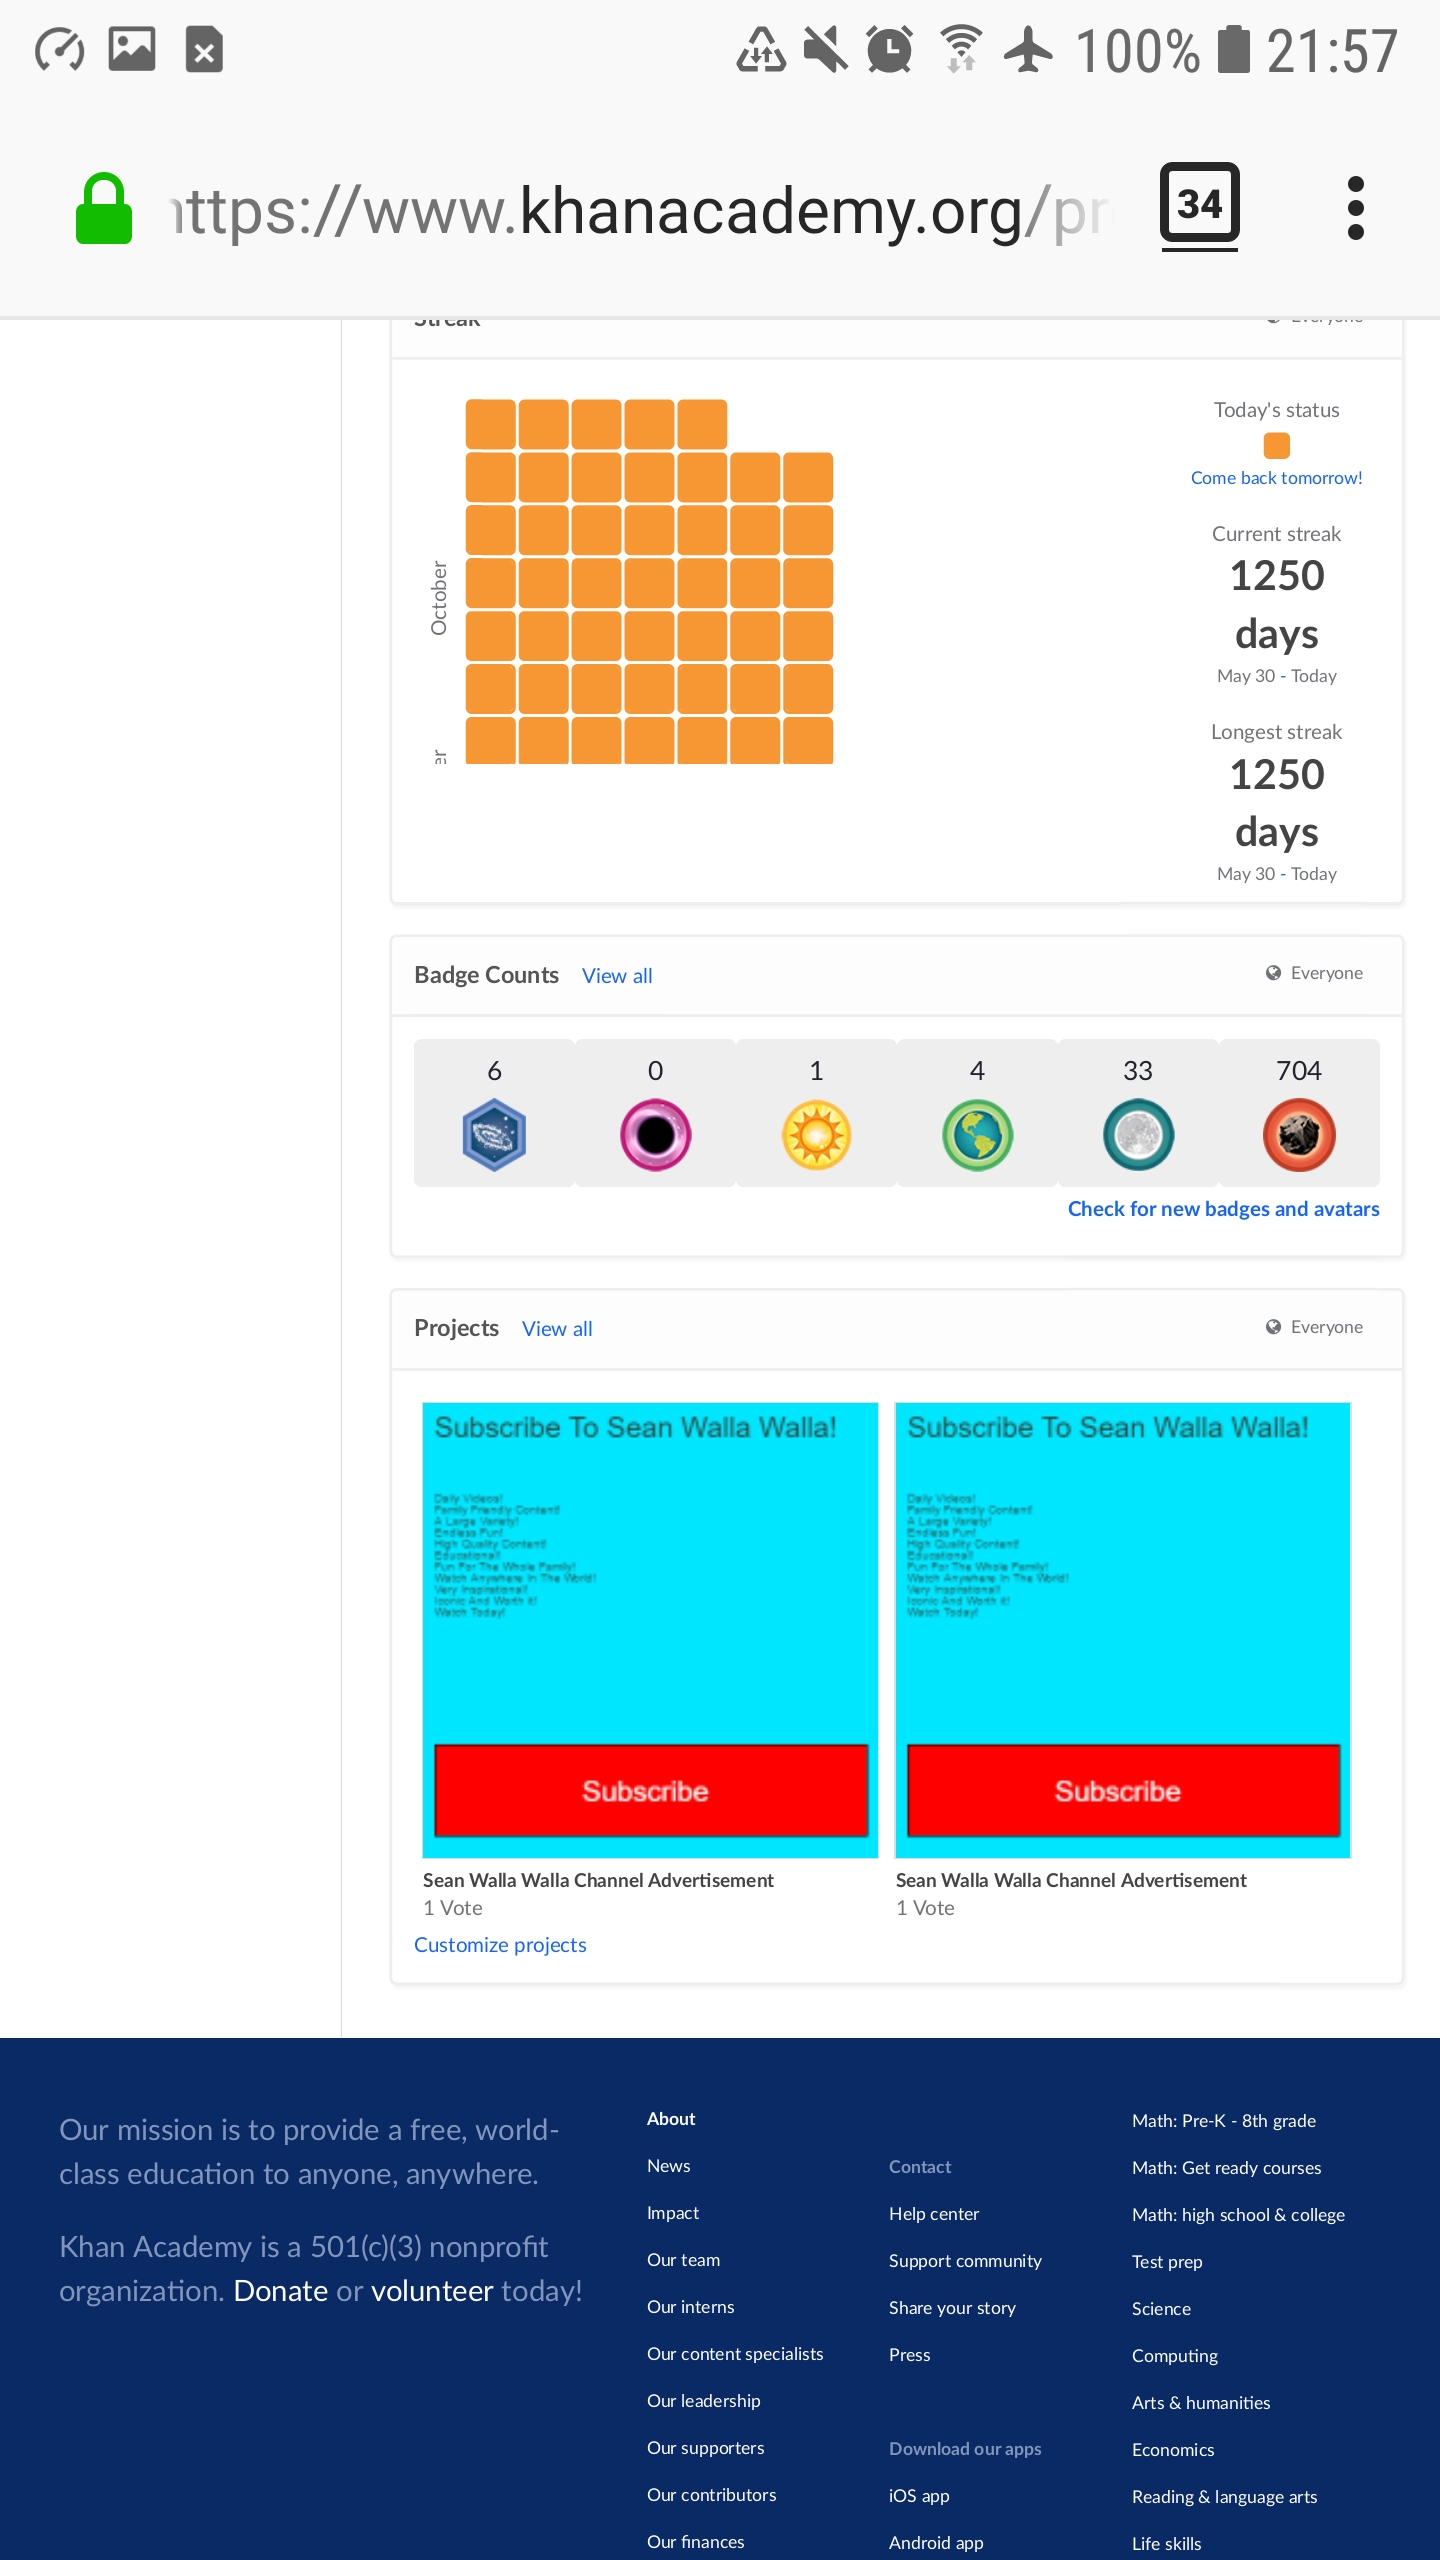 100% 21:57
https://www.khanacademy.org/pr
34
Streak
Everyone
October
er
Today's status
Come back tomorrow!
Current streak
1250
days
May 30 - Today
Longest streak
1250
days
May 30 - Today
Badge Counts View all
Everyone
6 0 1 4 33 704
Check for new badges and avatars
Projects View all
Everyone
Subscribe To Sean Walla Walla!
Daily Videos!
Family Friendly Content!
A Large Variety!
Endless Fun!
High Quality Content!
Educational!
Fun For The Whole Family!
Watch Anywhere In The World!
Very Inspirational!
Iconic And Worth It!
Watch Today!
Subscribe
Sean Walla Walla Channel Advertisement
1 Vote
Subscribe To Sean Walla Walla!
Daily Videos!
Family Friendly Content!
A Large Variety!
Endless Fun!
High Quality Content!
Educational!
Fun For The Whole Family!
Watch Anywhere In The World!
Very Inspirational!
Iconic And Worth It!
Watch Today!
Subscribe
Sean Walla Walla Channel Advertisement
1 Vote
Customize projects
Our mission is to provide a free, world-
class education to anyone, anywhere.
Khan Academy is a 501(c)(3) nonprofit
organization. Donate or volunteer today!
About
News
Impact
Our team
Our interns
Our content specialists
Our leadership
Our supporters
Our contributors
Our finances
Contact
Help center
Support community
Share your story
Press
Download our apps
iOS app
Android app
Math: Pre-K - 8th grade
Math: Get ready courses
Math: high school & college
Test prep
Science
Computing
Arts & humanities
Economics
Reading & language arts
Life skills